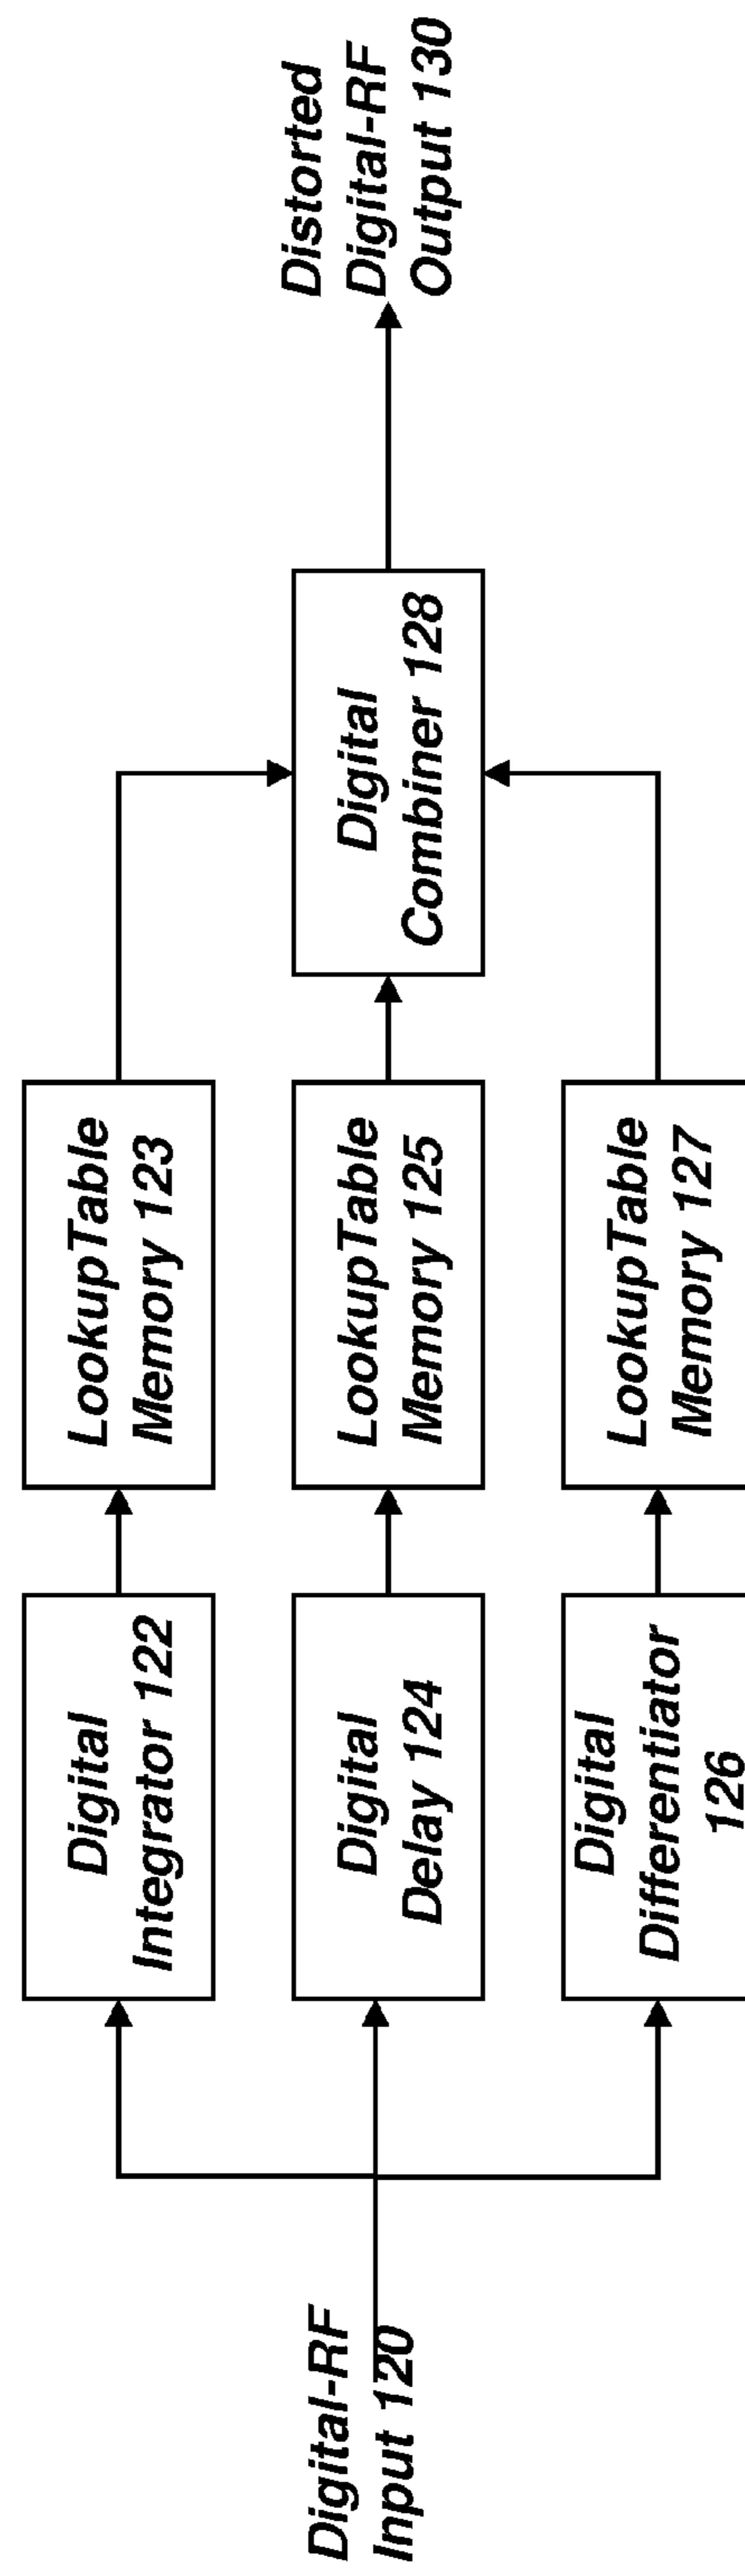 Digital-RF
Input 120
Digital
Integrator 122
LookupTable
Memory 123
Digital
Delay 124
LookupTable
Memory 125
Digital
Differentiator
126
LookupTable
Memory 127
Digital
Combiner 128
Distorted
Digital-RF
Output 130